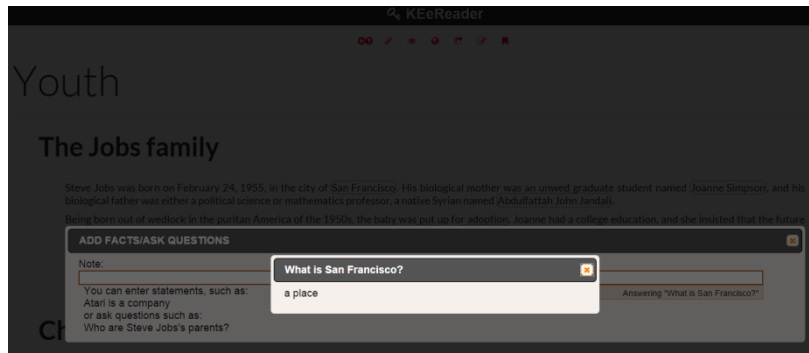 KEeReader
Youth
The Jobs family
Steve Jobs was born on February 24, 1955, in the city of San Francisco. His biological mother was an unwed graduate student named Joanne Simpson, and his
biological father was either a political science or mathematics professor, a native Syrian named Abdulfattah John Jandali.
Being born out of wedlock in the puritan America of the 1950s, the baby was put up for adoption. Joanne had a college education, and she insisted that the future
ADD FACTS/ASK QUESTIONS
Note:
What is San Francisco?
a place
You can enter statements, such as:
Answering "What is San Francisco?"
Atari is a company
or ask questions such as:
Who are Steve Jobs's parents?
Ch